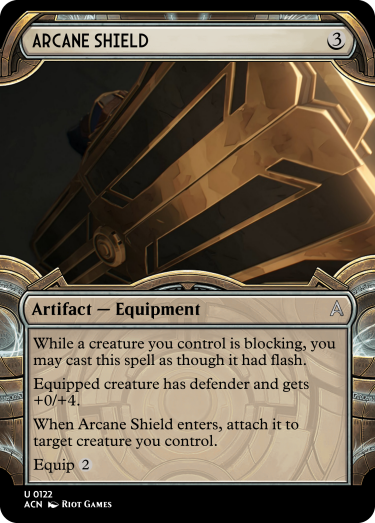 ARCANE SHIELD 3
Artifact — Equipment
While a creature you control is blocking, you
may cast this spell as though it had flash.
Equipped creature has defender and gets
+0/+4.
When Arcane Shield enters, attach it to
target creature you control.
Equip 2
U 0122
ACN RIOT GAMES